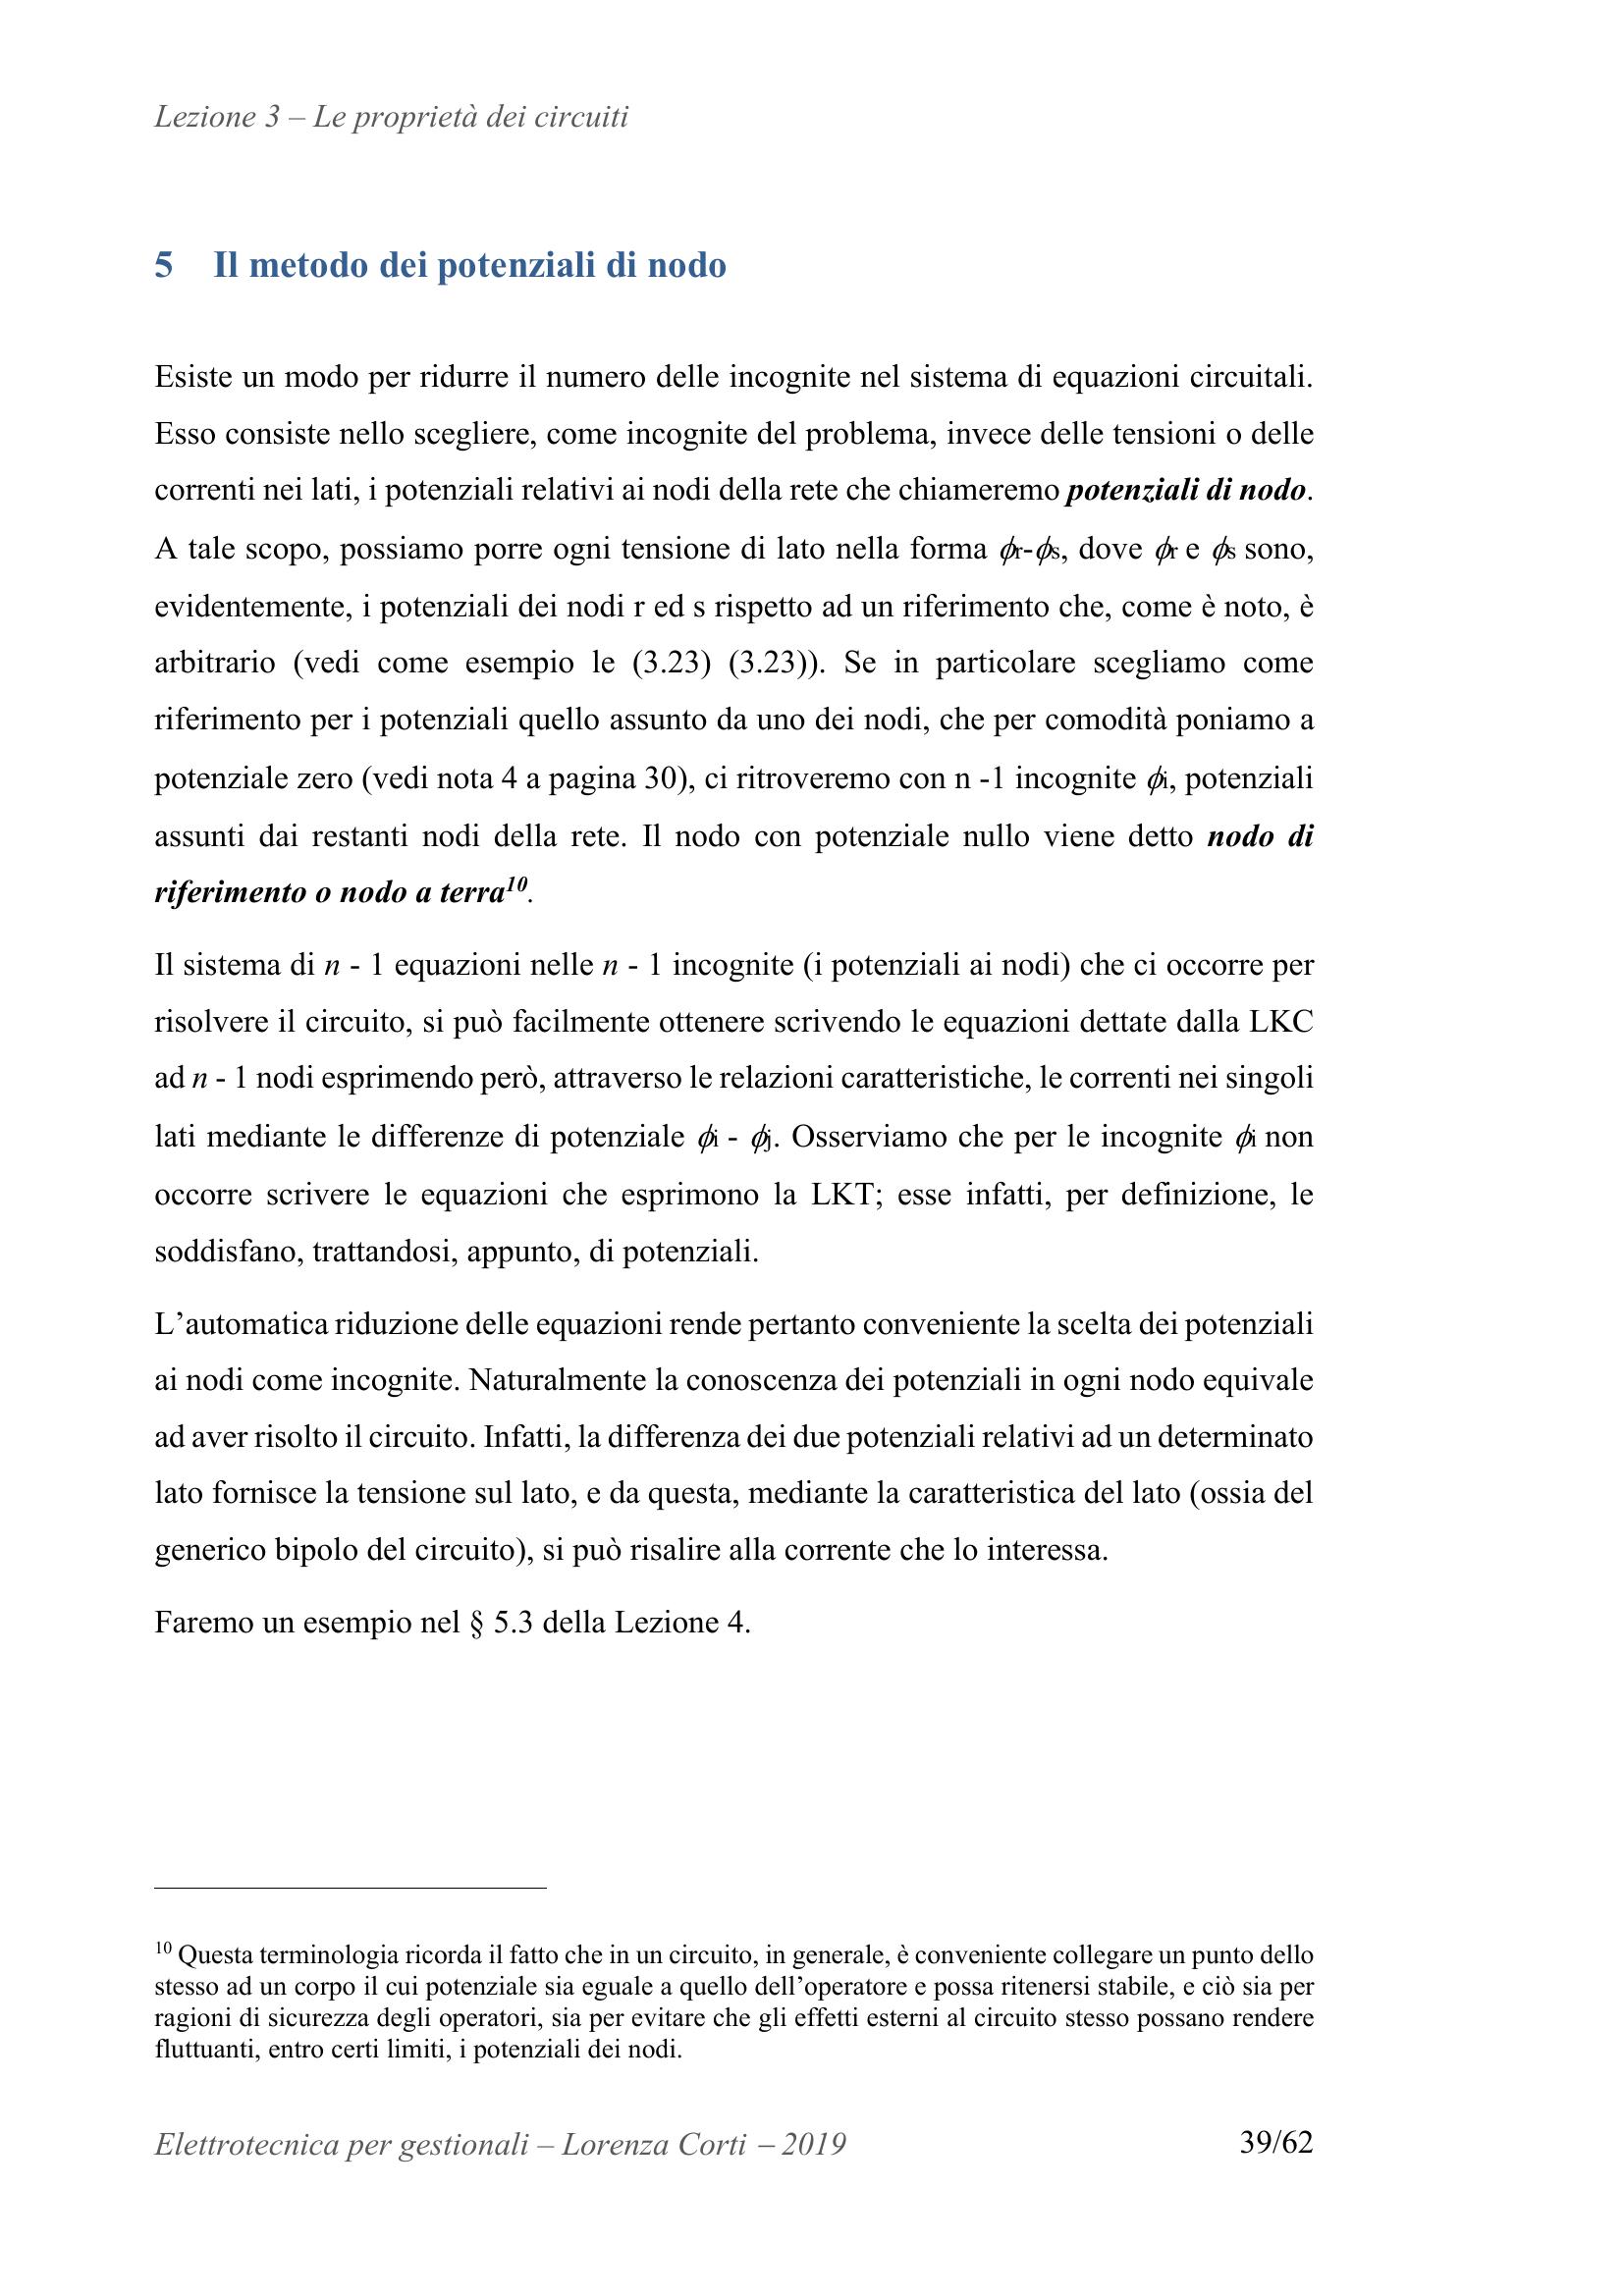 Lezione 3 – Le proprietà dei circuiti
5 Il metodo dei potenziali di nodo
Esiste un modo per ridurre il numero delle incognite nel sistema di equazioni circuitali.
Esso consiste nello scegliere, come incognite del problema, invece delle tensioni o delle
correnti nei lati, i potenziali relativi ai nodi della rete che chiameremo potenziali di nodo.
A tale scopo, possiamo porre ogni tensione di lato nella forma ϕr-ϕs, dove ϕr e ϕs sono,
evidentemente, i potenziali dei nodi r ed s rispetto ad un riferimento che, come è noto, è
arbitrario (vedi come esempio le (3.23) (3.23)). Se in particolare scegliamo come
riferimento per i potenziali quello assunto da uno dei nodi, che per comodità poniamo a
potenziale zero (vedi nota 4 a pagina 30), ci ritroveremo con n -1 incognite ϕi, potenziali
assunti dai restanti nodi della rete. Il nodo con potenziale nullo viene detto nodo di
riferimento o nodo a terra10.
Il sistema di n - 1 equazioni nelle n - 1 incognite (i potenziali ai nodi) che ci occorre per
risolvere il circuito, si può facilmente ottenere scrivendo le equazioni dettate dalla LKC
ad n - 1 nodi esprimendo però, attraverso le relazioni caratteristiche, le correnti nei singoli
lati mediante le differenze di potenziale ϕi - ϕj. Osserviamo che per le incognite ϕi non
occorre scrivere le equazioni che esprimono la LKT; esse infatti, per definizione, le
soddisfano, trattandosi, appunto, di potenziali.
L’automatica riduzione delle equazioni rende pertanto conveniente la scelta dei potenziali
ai nodi come incognite. Naturalmente la conoscenza dei potenziali in ogni nodo equivale
ad aver risolto il circuito. Infatti, la differenza dei due potenziali relativi ad un determinato
lato fornisce la tensione sul lato, e da questa, mediante la caratteristica del lato (ossia del
generico bipolo del circuito), si può risalire alla corrente che lo interessa.
Faremo un esempio nel § 5.3 della Lezione 4.
10 Questa terminologia ricorda il fatto che in un circuito, in generale, è conveniente collegare un punto dello
stesso ad un corpo il cui potenziale sia eguale a quello dell’operatore e possa ritenersi stabile, e ciò sia per
ragioni di sicurezza degli operatori, sia per evitare che gli effetti esterni al circuito stesso possano rendere
fluttuanti, entro certi limiti, i potenziali dei nodi.
Elettrotecnica per gestionali – Lorenza Corti – 2019 39/62